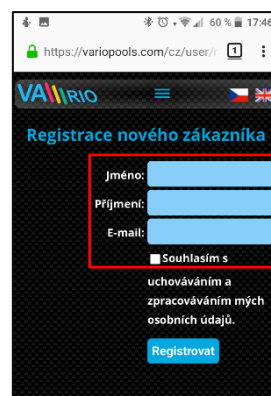 60 % 17:46
https://variopools.com/cz/user/r 1
VARIO
Registrace nového zákazníka
Jméno:
Příjmení:
E-mail:
Souhlasím s
uchováváním a
zpracováváním mých
osobních údajů.
Registrovat